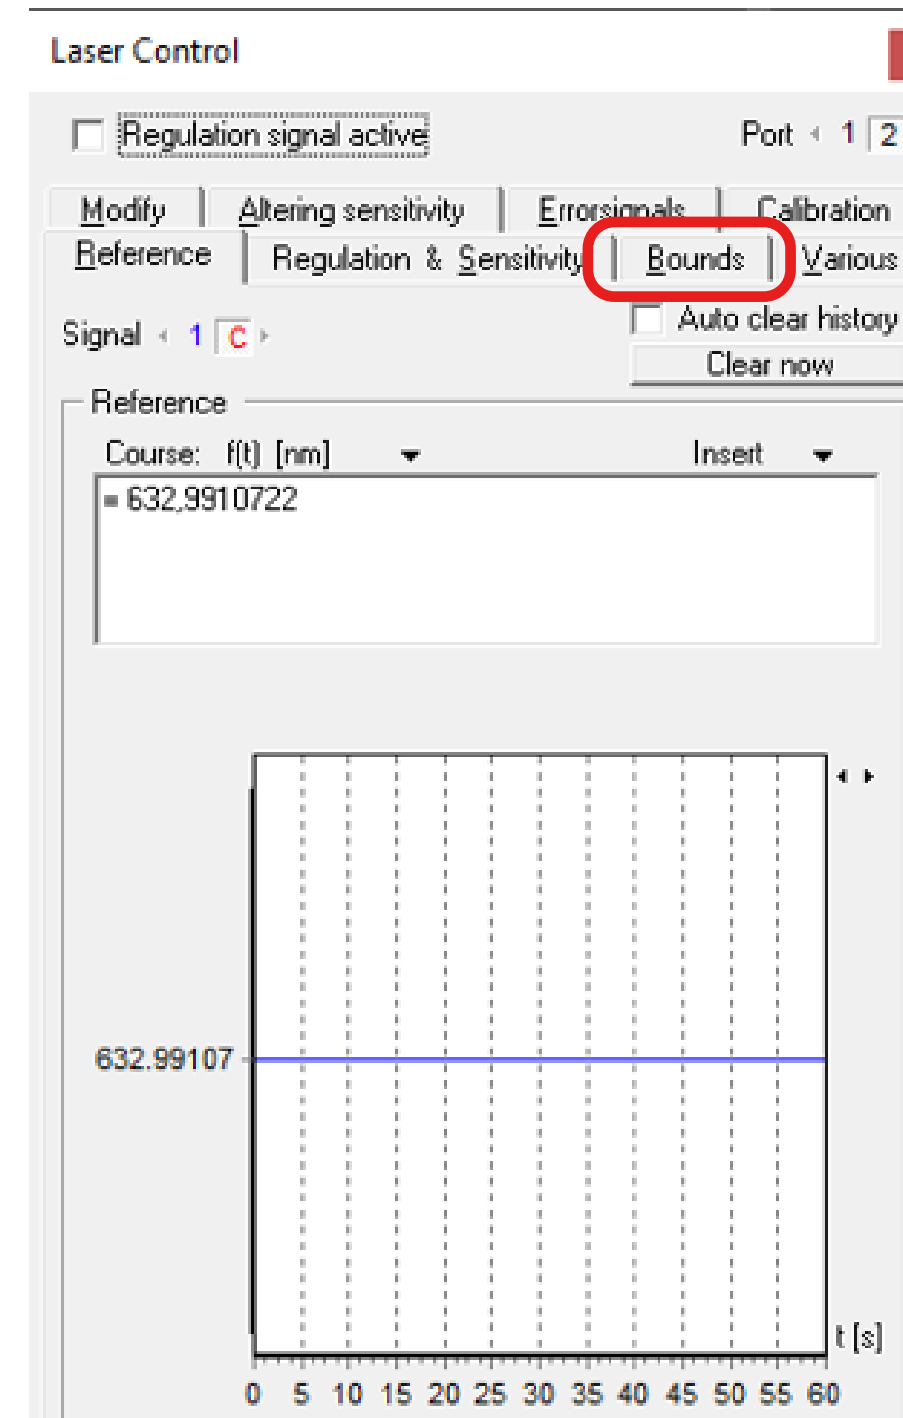 Laser Control
Regulation signal active Port 1 2
Modify Altering sensitivity Errorsignals Calibration
Reference Regulation & Sensitivity Bounds Various
Signal 1 C Auto clear history
Clear now
Reference
Course: f(t) [nm] Insert
= 632,9910722
632.99107
t [s]
0 5 10 15 20 25 30 35 40 45 50 55 60